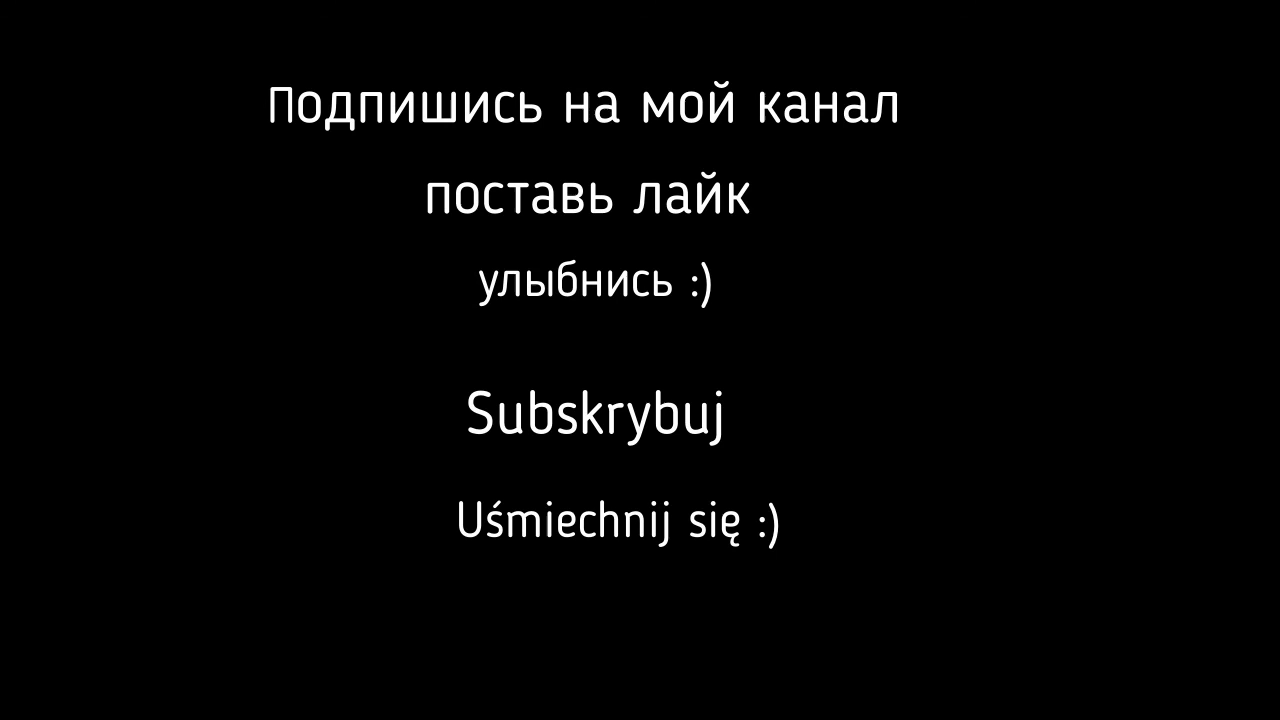 Подпишись на мой канал
поставь лайк
улыбнись :)
Subskrybuj
Uśmiechnij się :)